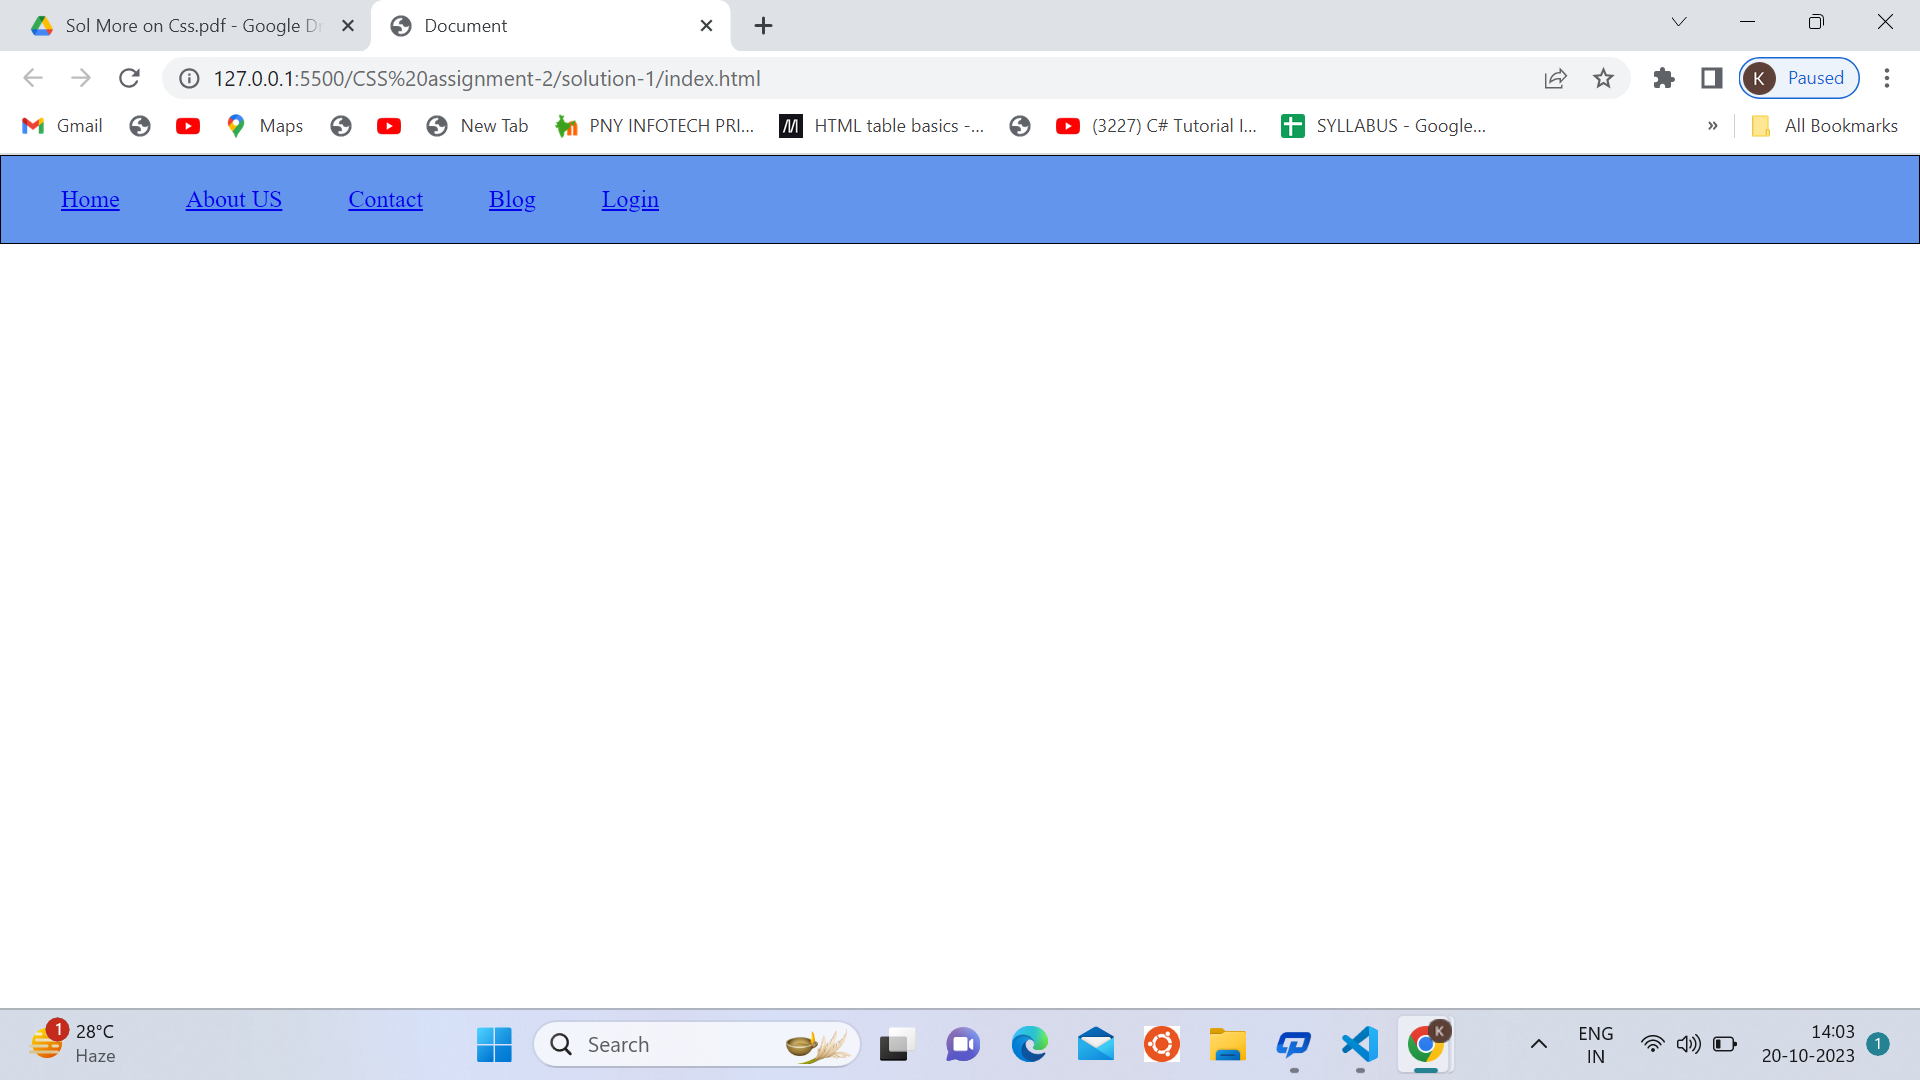 Sol More on Css.pdf - Google Dr
Document
127.0.0.1:5500/CSS%20assignment-2/solution-1/index.html
K Paused
Gmail
Maps
New Tab
PNY INFOTECH PRI...
HTML table basics -...
(3227) C# Tutorial I...
SYLLABUS - Google...
»
All Bookmarks
Home About US Contact Blog Login
1
28°C
Haze
Search
K
ENG
IN
14:03
20-10-2023
1